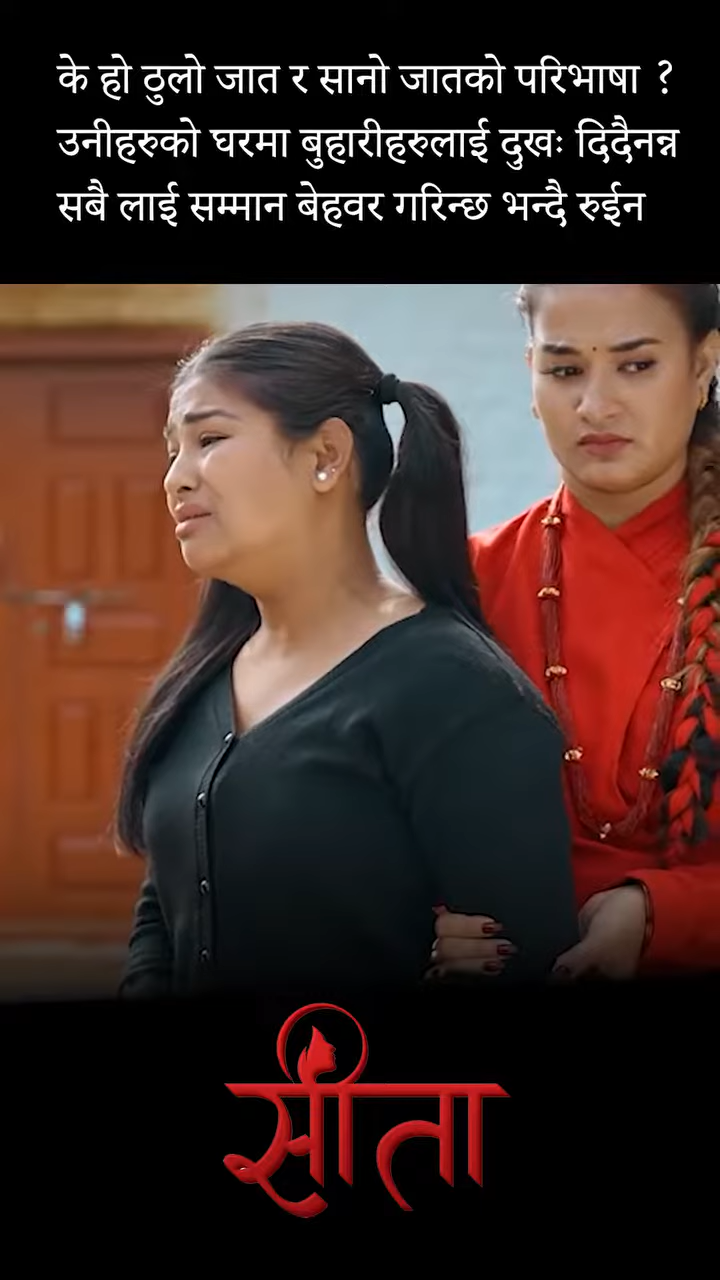 के हो ठुलो जात र सानो जातको परिभाषा ?
उनीहरुको घरमा बुहारीहरुलाई दुखः दिदैनन्न
सबै लाई सम्मान बेहवर गरिन्छ भन्दै रुईन
सीता